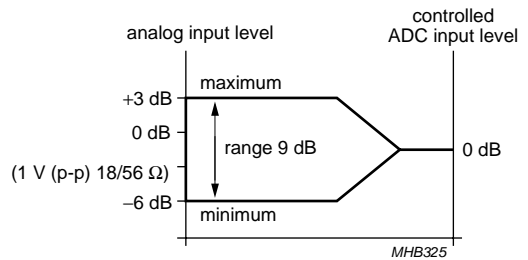 controlled
analog input level
ADC input level
maximum
+3 dB
0 dB
range 9 dB
0 dB
(1 V (p-p) 18/56 Ω)
−6 dB
minimum
MHB325